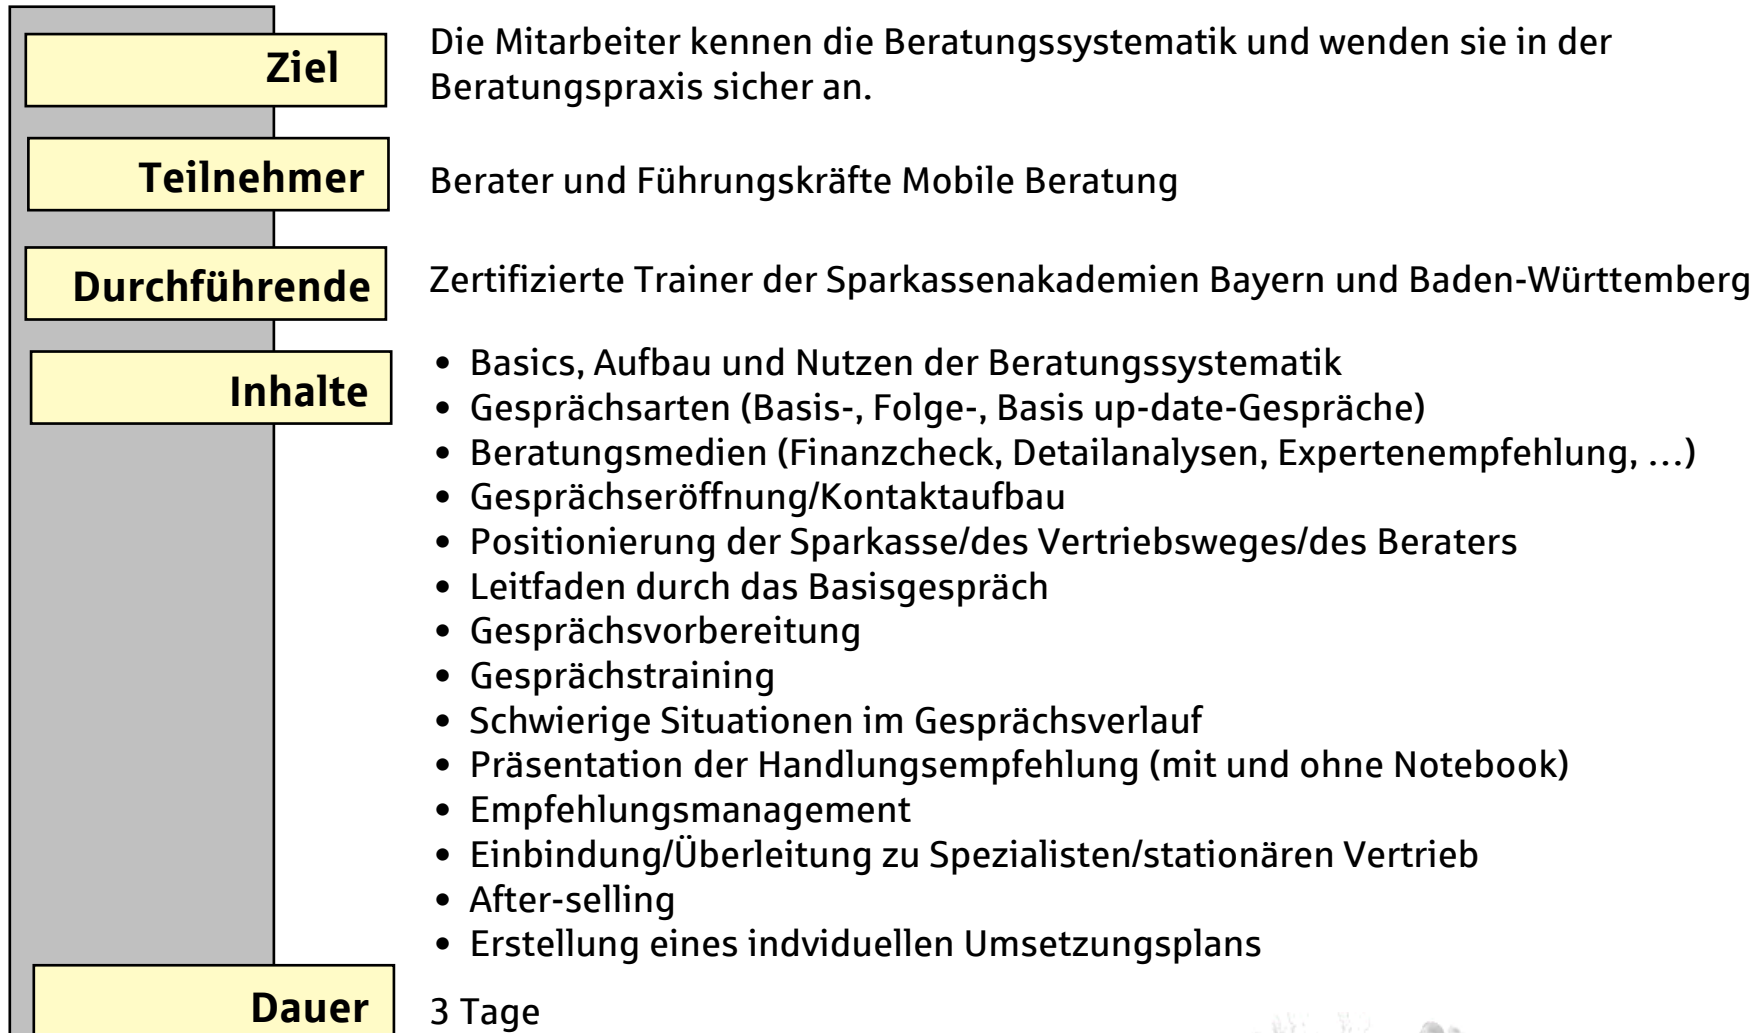 Ziel
Die Mitarbeiter kennen die Beratungssystematik und wenden sie in der
Beratungspraxis sicher an.
Teilnehmer
Berater und Führungskräfte Mobile Beratung
Durchführende
Zertifizierte Trainer der Sparkassenakademien Bayern und Baden-Württemberg
Inhalte
• Basics, Aufbau und Nutzen der Beratungssystematik
• Gesprächsarten (Basis-, Folge-, Basis up-date-Gespräche)
• Beratungsmedien (Finanzcheck, Detailanalysen, Expertenempfehlung, …)
• Gesprächseröffnung/Kontaktaufbau
• Positionierung der Sparkasse/des Vertriebsweges/des Beraters
• Leitfaden durch das Basisgespräch
• Gesprächsvorbereitung
• Gesprächstraining
• Schwierige Situationen im Gesprächsverlauf
• Präsentation der Handlungsempfehlung (mit und ohne Notebook)
• Empfehlungsmanagement
• Einbindung/Überleitung zu Spezialisten/stationären Vertrieb
• After-selling
• Erstellung eines indviduellen Umsetzungsplans
Dauer
3 Tage